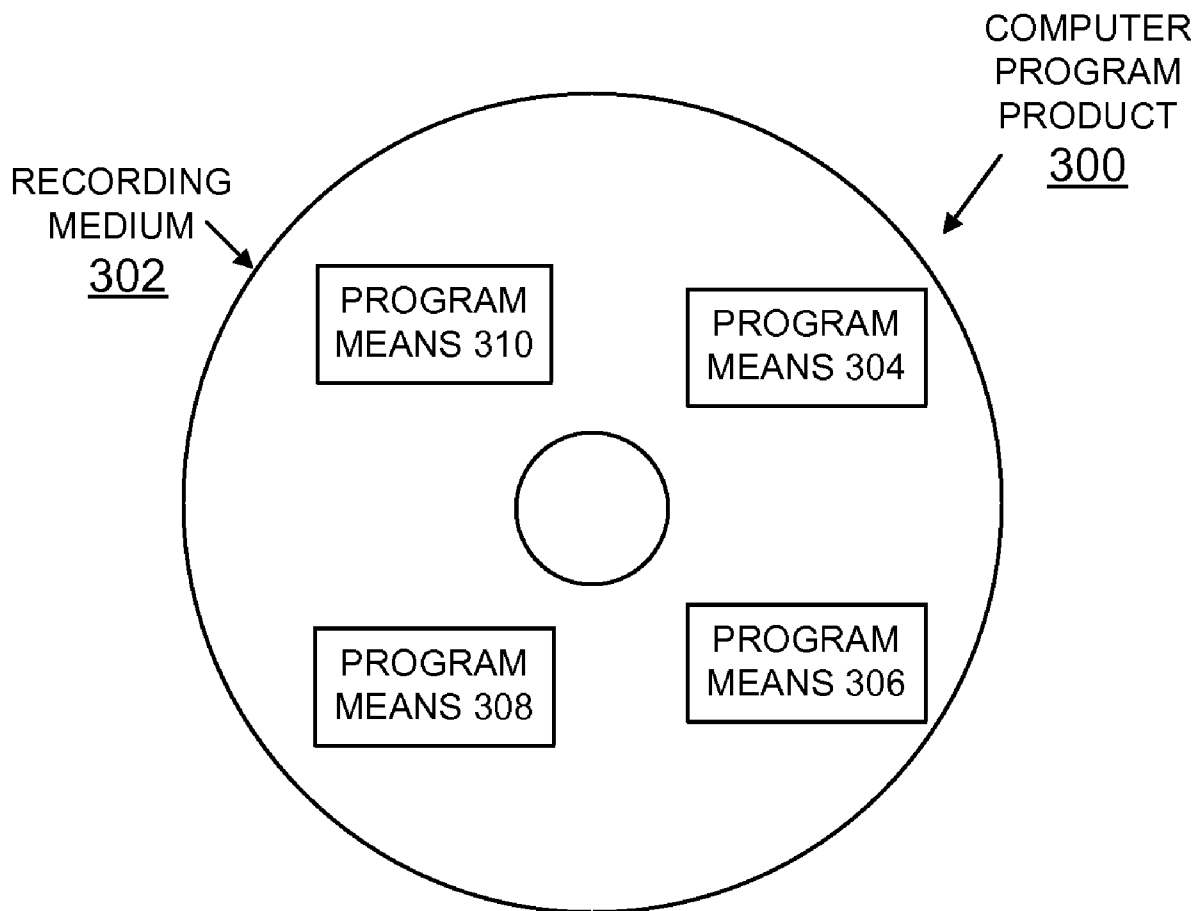 COMPUTER
PROGRAM
PRODUCT
300
RECORDING
MEDIUM
302
PROGRAM
MEANS 310
PROGRAM
MEANS 304
PROGRAM
MEANS 308
PROGRAM
MEANS 306